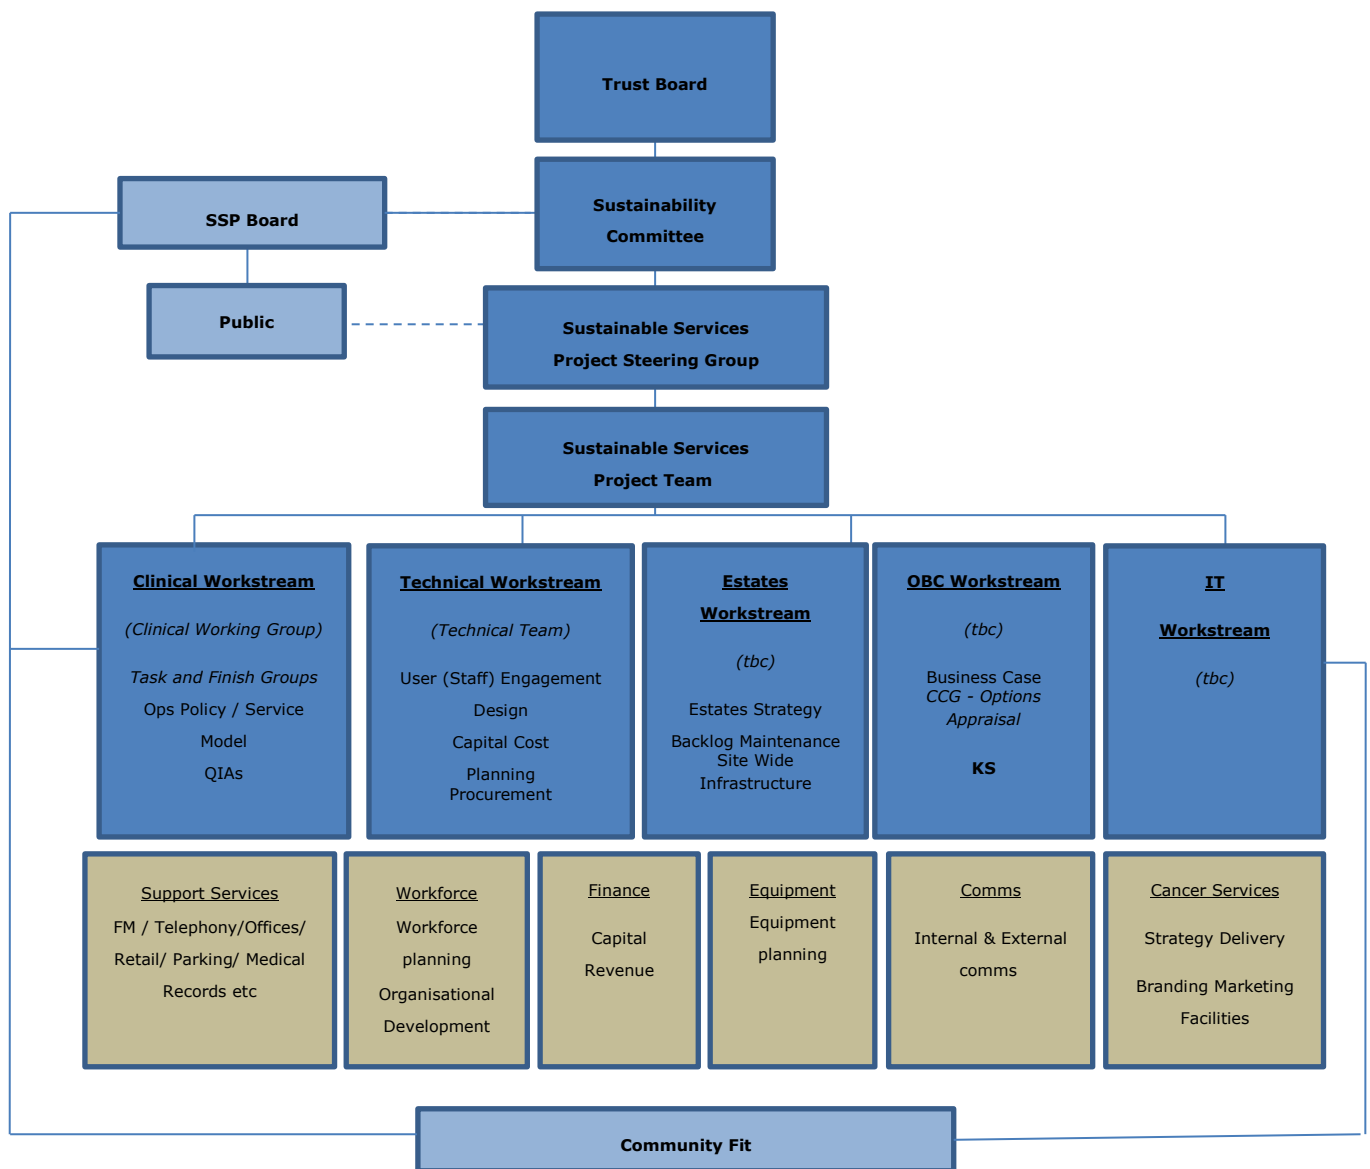 Trust Board
Sustainability
Committee
SSP Board
Public
Sustainable Services
Project Steering Group
Sustainable Services
Project Team
Clinical Workstream
(Clinical Working Group)
Task and Finish Groups
Ops Policy / Service
Model
QIAs
Technical Workstream
(Technical Team)
User (Staff) Engagement
Design
Capital Cost
Planning
Procurement
Estates
Workstream
(tbc)
Estates Strategy
Backlog Maintenance
Site Wide
Infrastructure
OBC Workstream
(tbc)
Business Case
CCG - Options
Appraisal
KS
IT
Workstream
(tbc)
Support Services
FM / Telephony/Offices/
Retail/ Parking/ Medical
Records etc
Workforce
Workforce
planning
Organisational
Development
Finance
Capital
Revenue
Equipment
Equipment
planning
Comms
Internal & External
comms
Cancer Services
Strategy Delivery
Branding Marketing
Facilities
Community Fit